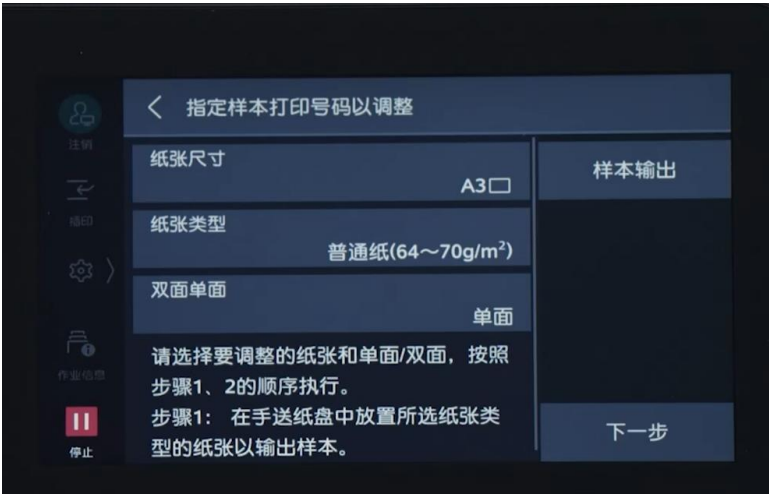 指定样本打印号码以调整
注销
插印
作业信息
停止
纸张尺寸
A3
纸张类型
普通纸(64～70g/m²)
双面单面
单面
请选择要调整的纸张和单面/双面，按照
步骤1、2的顺序执行。
步骤1： 在手送纸盘中放置所选纸张类
型的纸张以输出样本。
样本输出
下一步